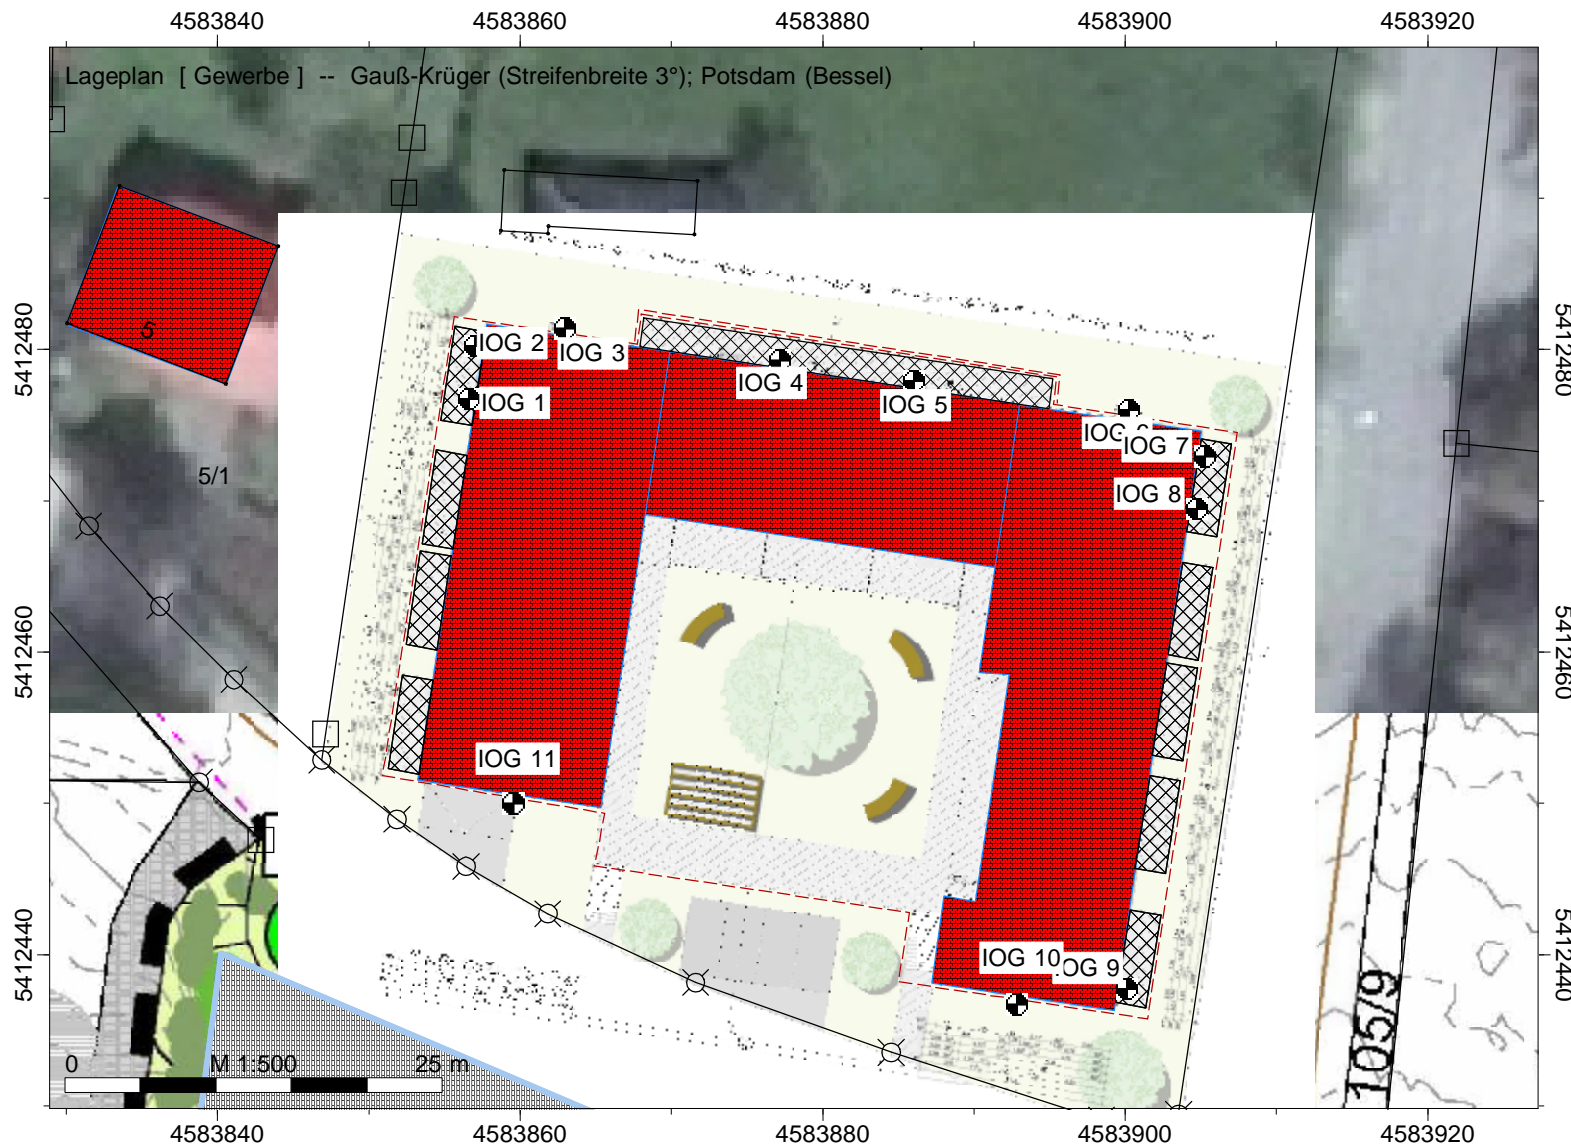 4583840 4583860 4583880 4583900 4583920
Lageplan [ Gewerbe ] -- Gauß-Krüger (Streifenbreite 3°); Potsdam (Bessel)
5412480
5412480
5
IOG 2
IOG 3
IOG 4
IOG 5
IOG 1
IOG 7
IOG 8
5/1
5412460
5412460
IOG 11
IOG 10
IOG 9
5412440
5412440
105/9
0 M 1:500 25 m
4583840 4583860 4583880 4583900 4583920